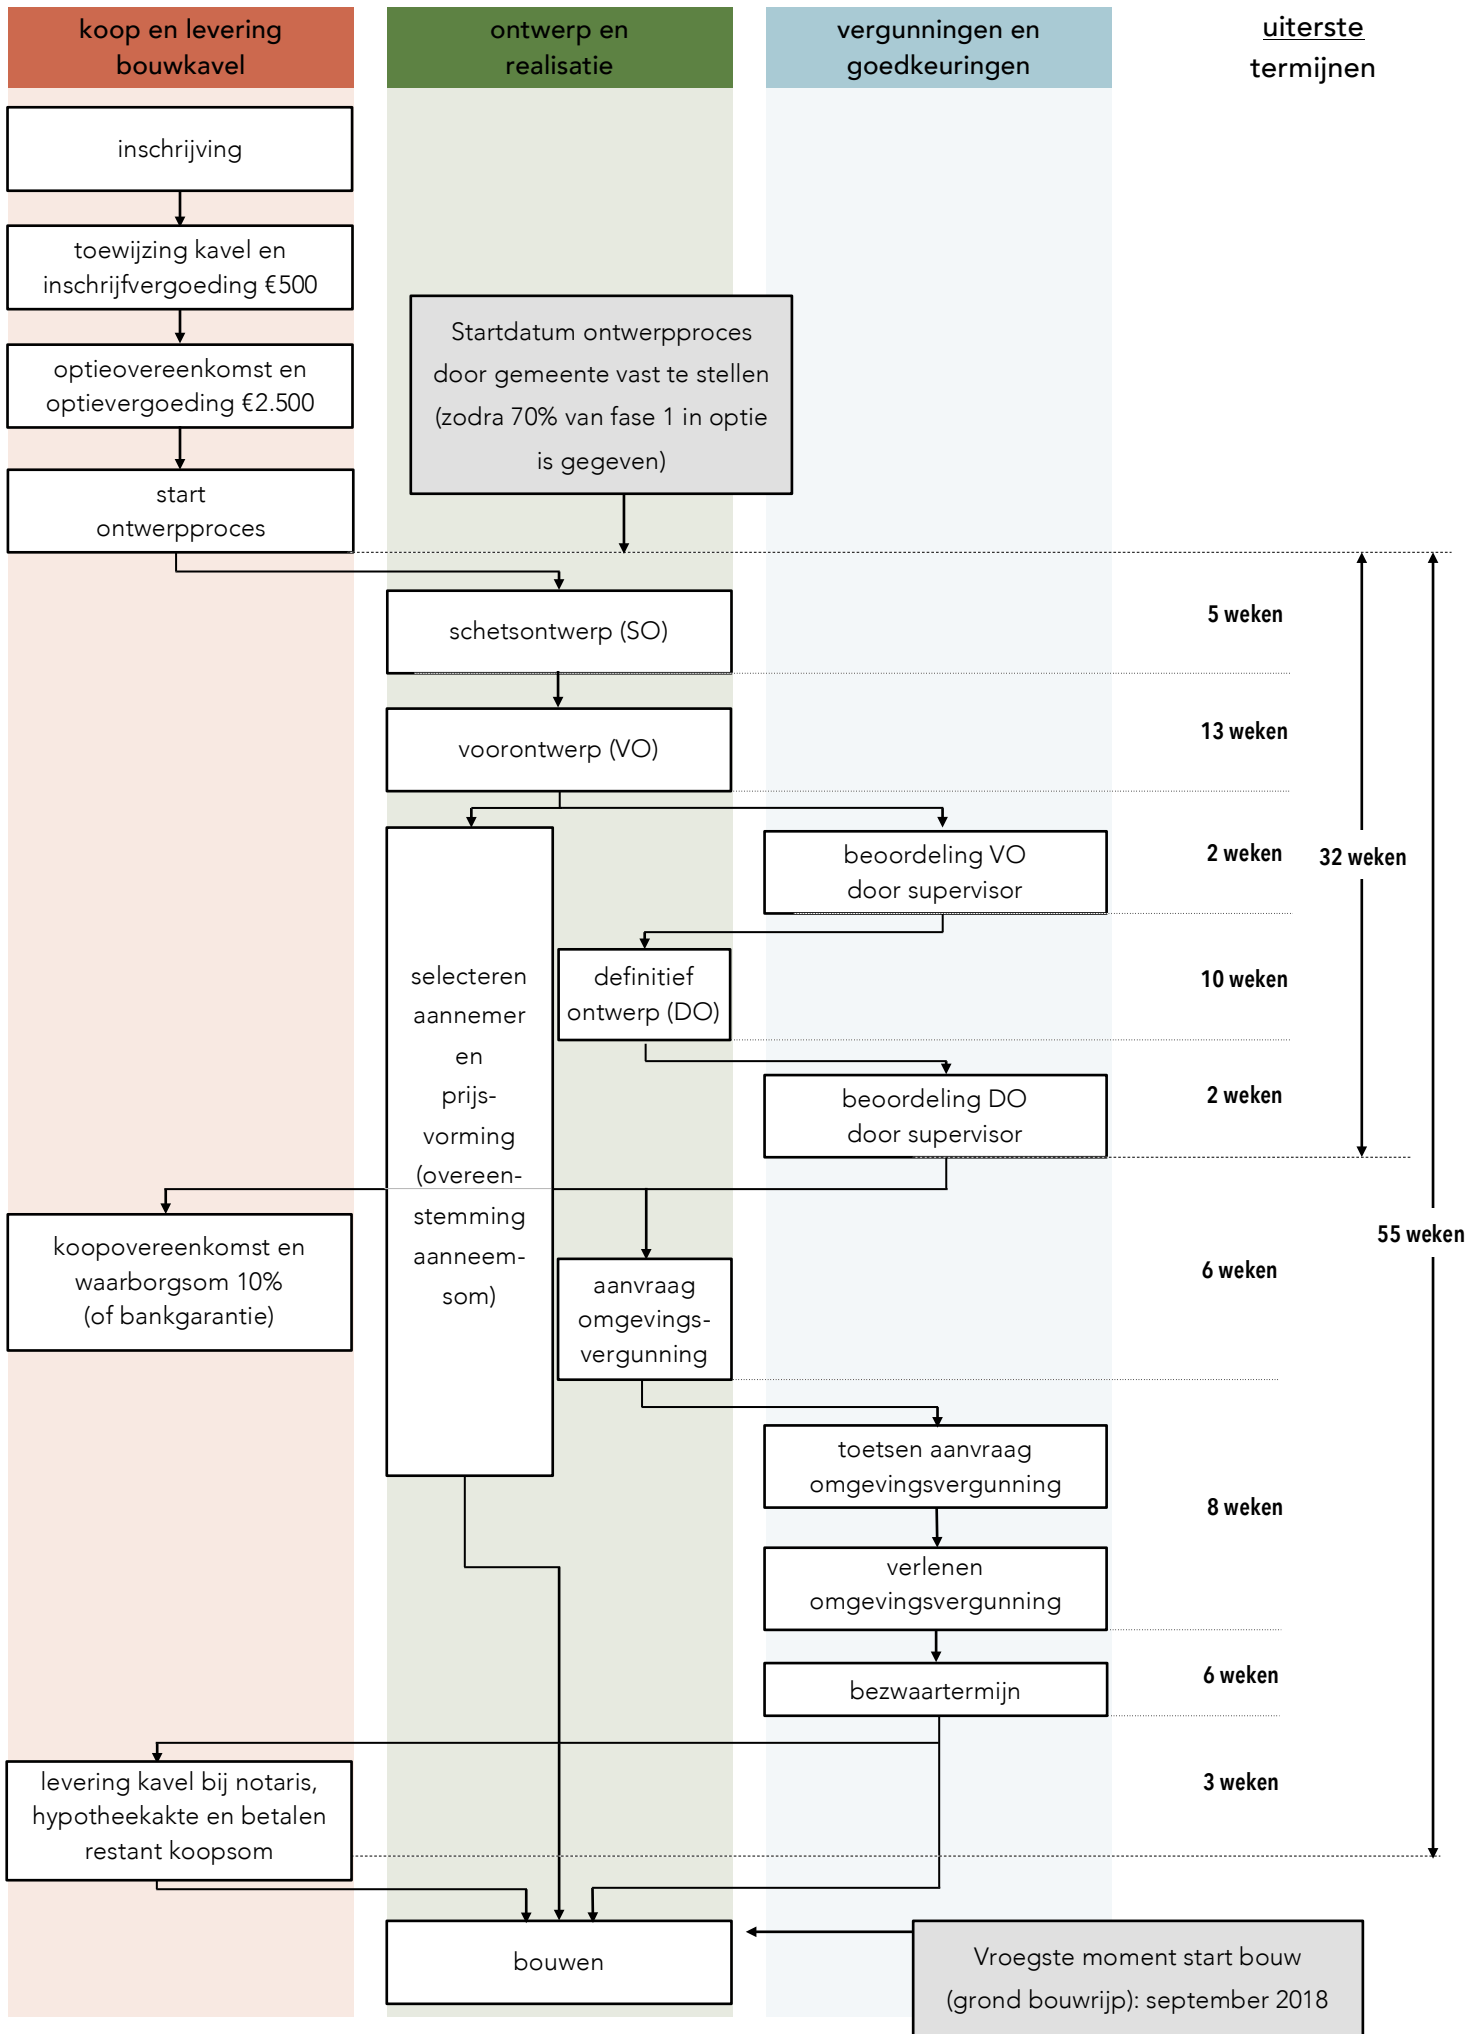 koop en levering
bouwkavel
ontwerp en
realisatie
vergunningen en
goedkeuringen
uiterste
termijnen
inschrijving
toewijzing kavel en
inschrijfvergoeding €500
optieovereenkomst en
optievergoeding €2.500
Startdatum ontwerpproces
door gemeente vast te stellen
(zodra 70% van fase 1 in optie
is gegeven)
start
ontwerpproces
schetsontwerp (SO)
5 weken
voorontwerp (VO)
13 weken
beoordeling VO
door supervisor
2 weken
32 weken
selecteren
aannemer
en
prijs-
vorming
(overeen-
stemming
aanneem-
som)
definitief
ontwerp (DO)
10 weken
beoordeling DO
door supervisor
2 weken
55 weken
koopovereenkomst en
waarborgsom 10%
(of bankgarantie)
aanvraag
omgevings-
vergunning
6 weken
toetsen aanvraag
omgevingsvergunning
8 weken
verlenen
omgevingsvergunning
bezwaartermijn
6 weken
levering kavel bij notaris,
hypotheekakte en betalen
restant koopsom
3 weken
bouwen
Vroegste moment start bouw
(grond bouwrijp): september 2018